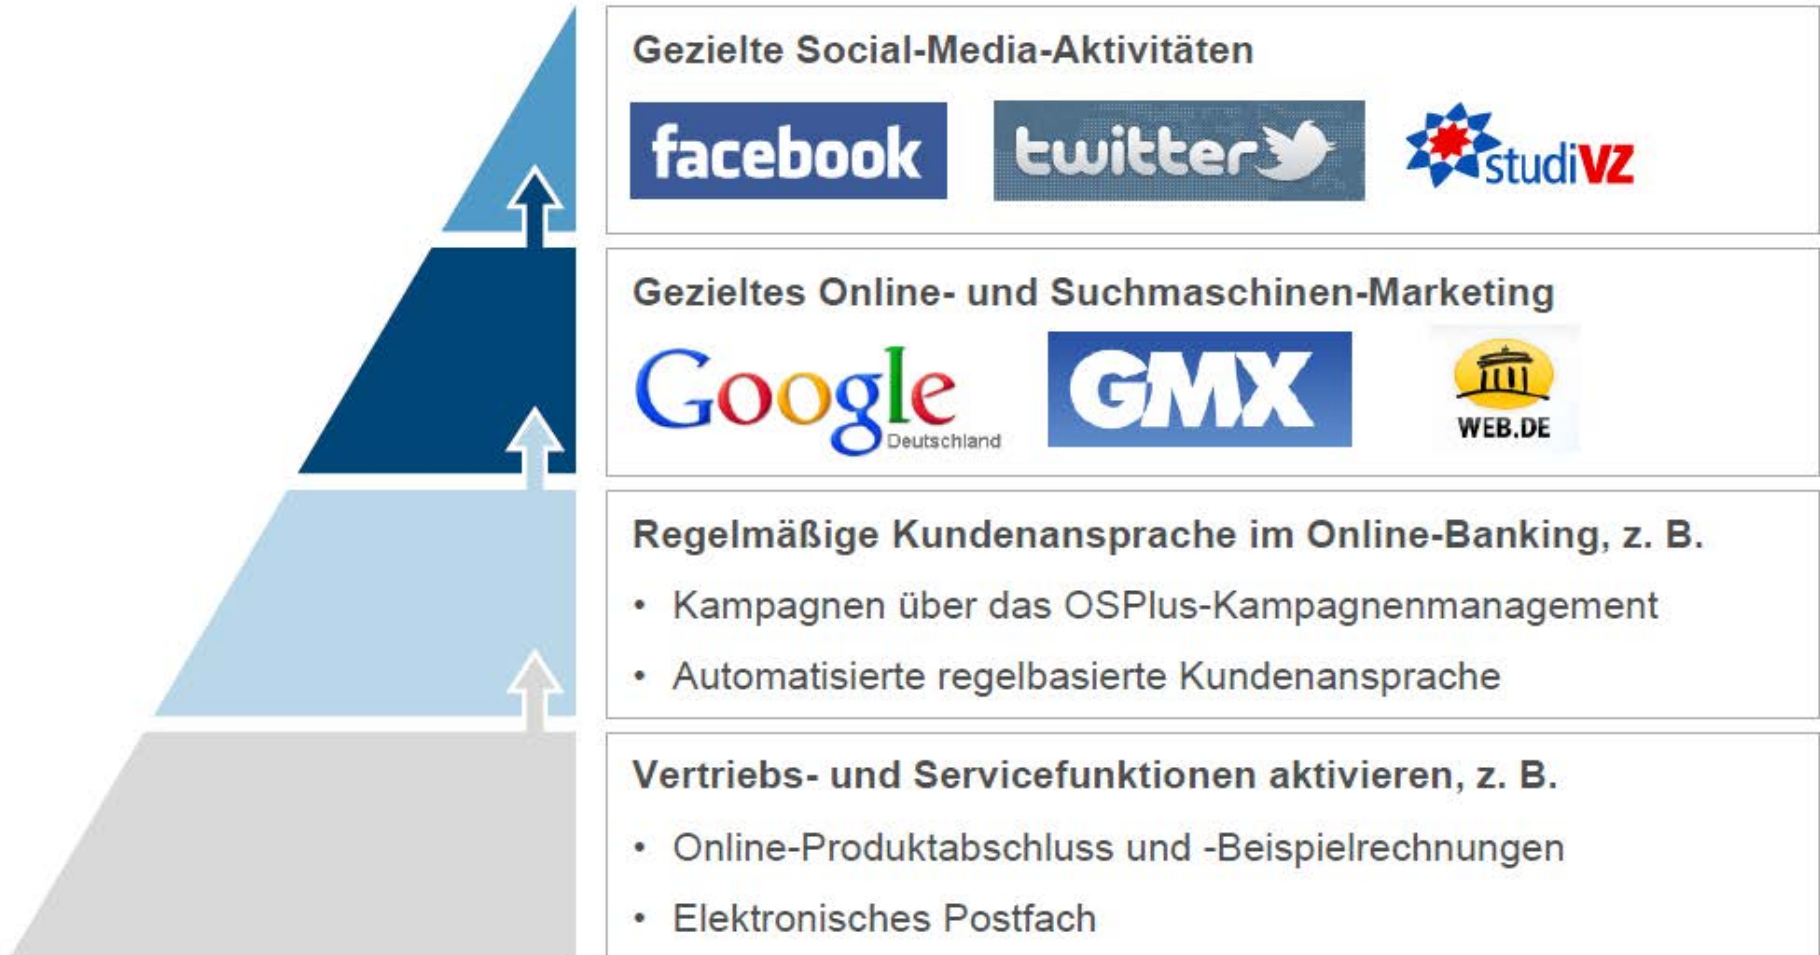 Gezielte Social-Media-Aktivitäten
facebook
twitter
studiVZ
Gezieltes Online- und Suchmaschinen-Marketing
Google
Deutschland
GMX
WEB.DE
Regelmäßige Kundenansprache im Online-Banking, z. B.
• Kampagnen über das OSPlus-Kampagnenmanagement
• Automatisierte regelbasierte Kundenansprache
Vertriebs- und Servicefunktionen aktivieren, z. B.
• Online-Produktabschluss und -Beispielrechnungen
• Elektronisches Postfach